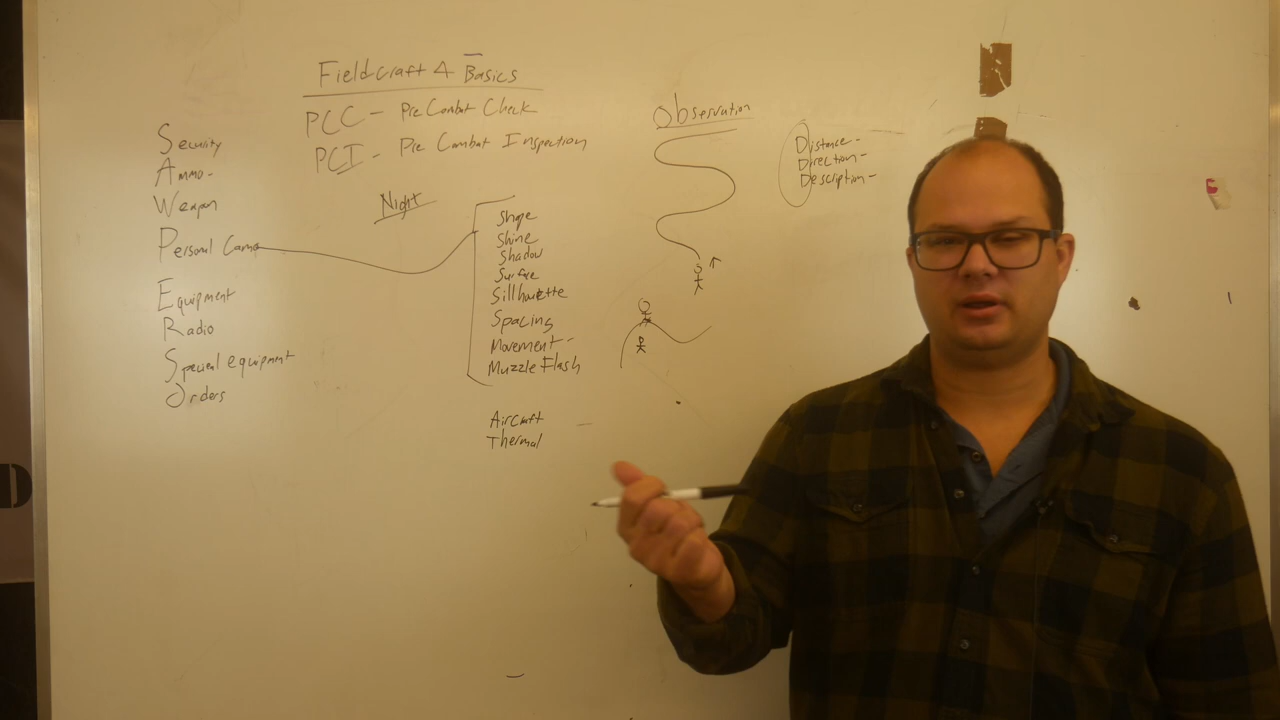 Fieldcraft 4 Basics
PCC - Pre Combat Check
PCI - Pre Combat Inspection
Security
Ammo -
Weapon
Personal Camo
Equipment
Radio
Special equipment
Orders
Night
Shape
Shine
Shadow
Surface
Sillhouette
Spacing
Movement -
Muzzle Flash
Aircraft
Thermal
Observation
Distance -
Direction -
Description -
D